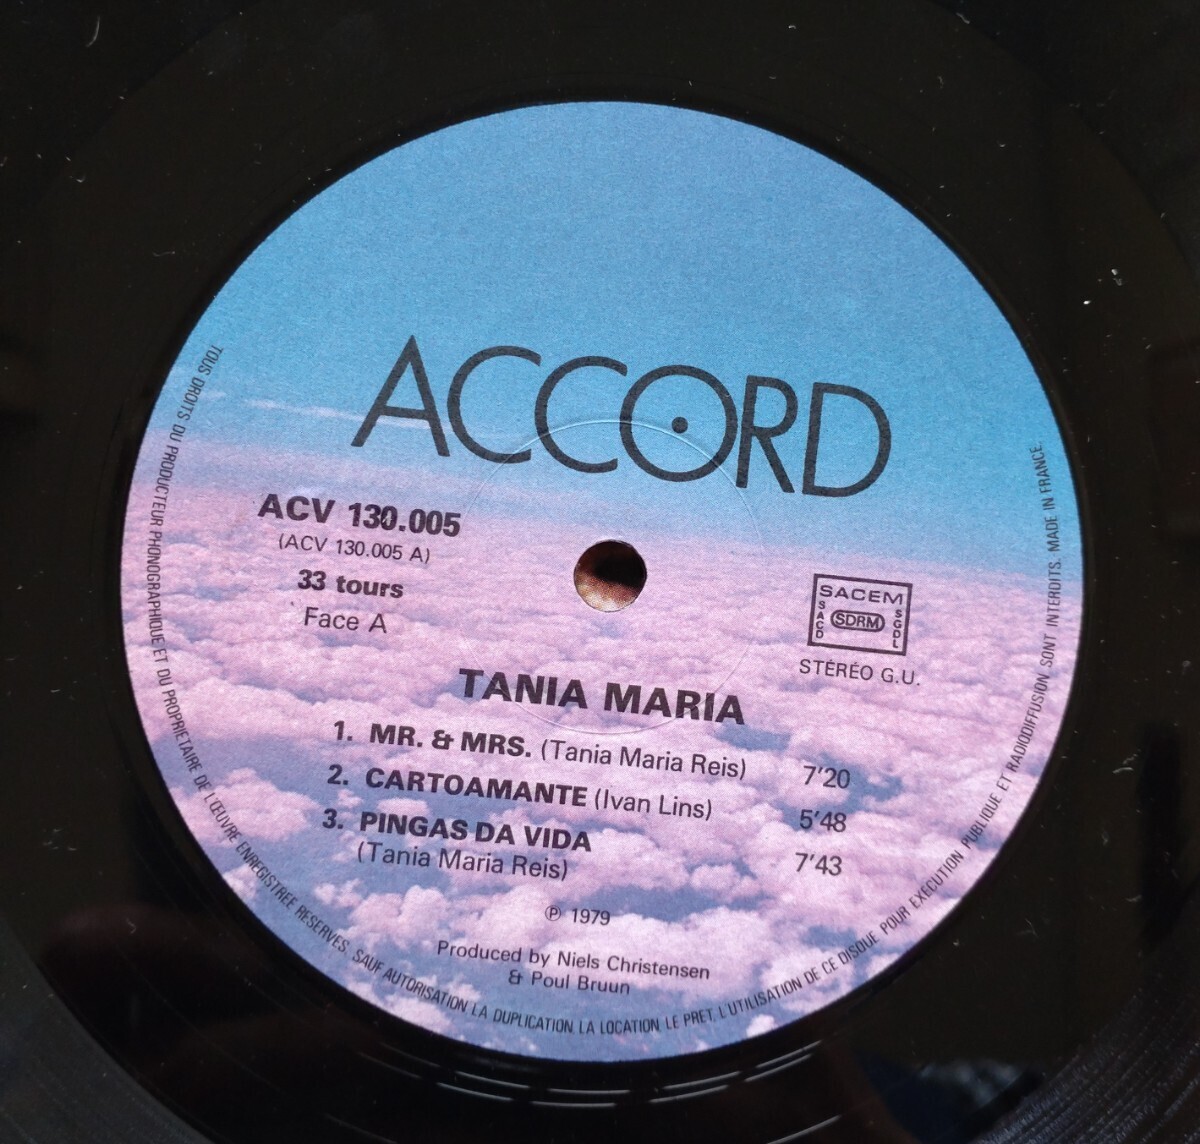 ACCORD
ACV 130.005
(ACV 130.005 A)
33 tours
Face A
SACEM
SACD
SDRM
SGDL
STÉRÉO G.U.
TANIA MARIA
1. MR. & MRS. (Tania Maria Reis) 7'20
2. CARTOAMANTE (Ivan Lins) 5'48
3. PINGAS DA VIDA 7'43
(Tania Maria Reis)
℗ 1979
Produced by Niels Christensen
& Poul Bruun
TOUS DROITS DU PRODUCTEUR PHONOGRAPHIQUE ET DU PROPRIETAIRE DE L'ŒUVRE ENREGISTREE RESERVES. SAUF AUTORISATION LA DUPLICATION LA LOCATION LE PRET, L'UTILISATION DE CE DISQUE POUR EXECUTION PUBLIQUE ET RADIODIFFUSION SONT INTERDITS. MADE IN FRANCE.